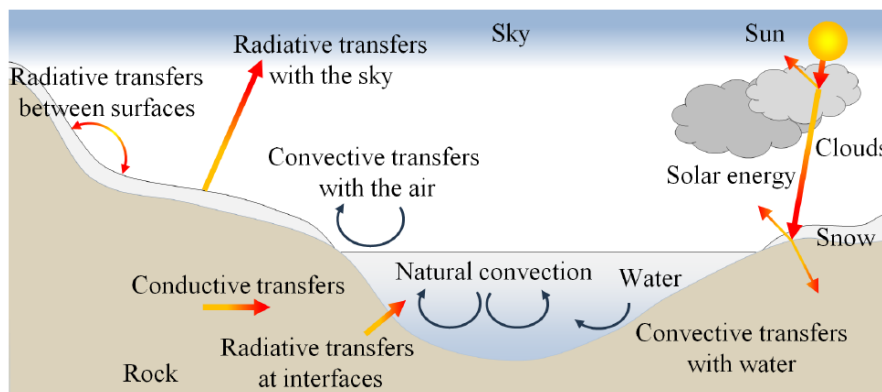 Sky
Sun
Radiative transfers
with the sky
Radiative transfers
between surfaces
Convective transfers
with the air
Clouds
Solar energy
Snow
Natural convection
Water
Conductive transfers
Radiative transfers
at interfaces
Convective transfers
with water
Rock